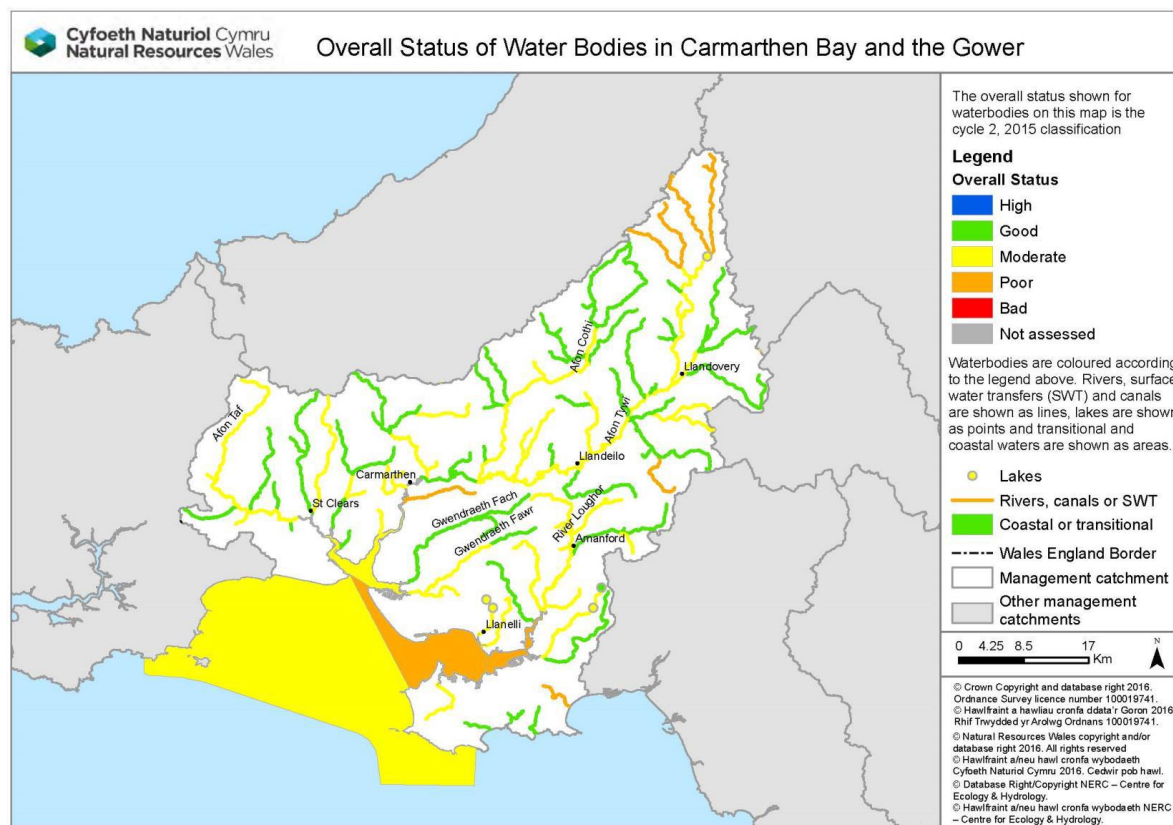 Cyfoeth Naturiol Cymru
Natural Resources Wales
Overall Status of Water Bodies in Carmarthen Bay and the Gower
The overall status shown for
waterbodies on this map is the
cycle 2, 2015 classification
Legend
Overall Status
High
Good
Moderate
Poor
Bad
Not assessed
Waterbodies are coloured according
to the legend above. Rivers, surface
water transfers (SWT) and canals
are shown as lines, lakes are shown
as points and transitional and
coastal waters are shown as areas.
Lakes
Rivers, canals or SWT
Coastal or transitional
Wales England Border
Management catchment
Other management
catchments
0 4.25 8.5 17
Km
N
© Crown Copyright and database right 2016.
Ordnance Survey licence number 100019741.
© Hawlfraint a hawliau cronfa ddata'r Goron 2016.
Rhif Trwydded yr Arolwg Ordnans 100019741.
© Natural Resources Wales copyright and/or
database right 2016. All rights reserved
© Hawlfraint a/neu hawl cronfa wybodaeth
Cyfoeth Naturiol Cymru 2016. Cedwir pob hawl.
© Database Right/Copyright NERC – Centre for
Ecology & Hydrology.
© Hawlfraint a/neu hawl cronfa wybodaeth NERC
– Centre for Ecology & Hydrology.
Afon Cothi
Llandovery
Afon Taf
Afon Tywi
Llandeilo
Carmarthen
St Clears
Gwendraeth Fach
Gwendraeth Fawr
River Loughor
Amanford
Llanelli